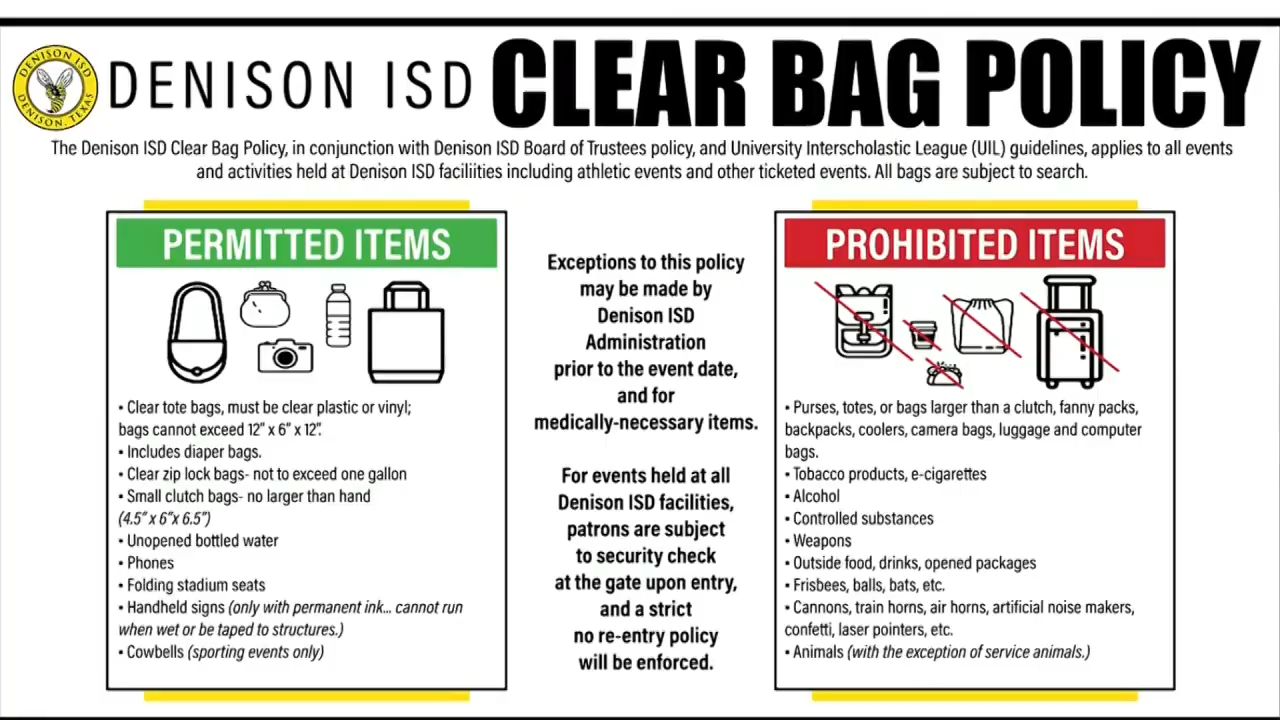 DENISON ISD
DENISON, TEXAS
DENISON ISD CLEAR BAG POLICY
The Denison ISD Clear Bag Policy, in conjunction with Denison ISD Board of Trustees policy, and University Interscholastic League (UIL) guidelines, applies to all events
and activities held at Denison ISD facilities including athletic events and other ticketed events. All bags are subject to search.
PERMITTED ITEMS
• Clear tote bags, must be clear plastic or vinyl;
bags cannot exceed 12” x 6” x 12”.
• Includes diaper bags.
• Clear zip lock bags- not to exceed one gallon
• Small clutch bags- no larger than hand
(4.5” x 6”x 6.5”)
• Unopened bottled water
• Phones
• Folding stadium seats
• Handheld signs (only with permanent ink... cannot run
when wet or be taped to structures.)
• Cowbells (sporting events only)
Exceptions to this policy
may be made by
Denison ISD
Administration
prior to the event date,
and for
medically-necessary items.
For events held at all
Denison ISD facilities,
patrons are subject
to security check
at the gate upon entry,
and a strict
no re-entry policy
will be enforced.
PROHIBITED ITEMS
• Purses, totes, or bags larger than a clutch, fanny packs,
backpacks, coolers, camera bags, luggage and computer
bags.
• Tobacco products, e-cigarettes
• Alcohol
• Controlled substances
• Weapons
• Outside food, drinks, opened packages
• Frisbees, balls, bats, etc.
• Cannons, train horns, air horns, artificial noise makers,
confetti, laser pointers, etc.
• Animals (with the exception of service animals.)